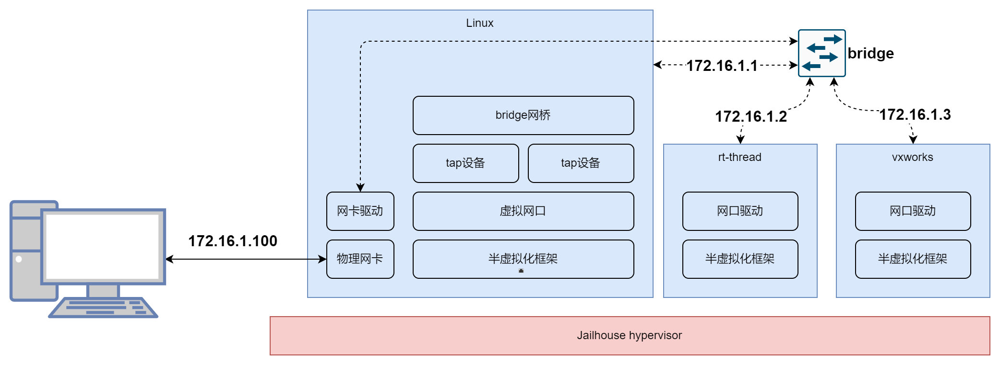 Linux
bridge
172.16.1.1
bridge网桥
172.16.1.2
172.16.1.3
tap设备
tap设备
rt-thread
vxworks
网卡驱动
虚拟网口
网口驱动
网口驱动
172.16.1.100
物理网卡
半虚拟化框架
半虚拟化框架
半虚拟化框架
Jailhouse hypervisor